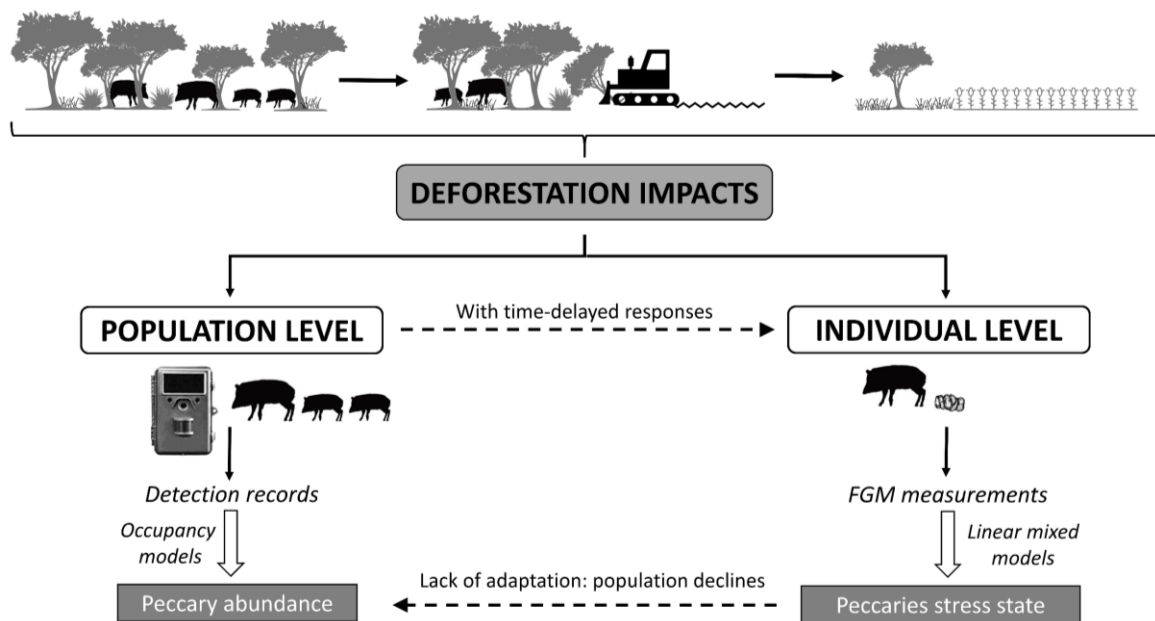 DEFORESTATION IMPACTS
With time-delayed responses
POPULATION LEVEL
INDIVIDUAL LEVEL
Detection records
FGM measurements
Occupancy
models
Linear mixed
models
Lack of adaptation: population declines
Peccary abundance
Peccaries stress state